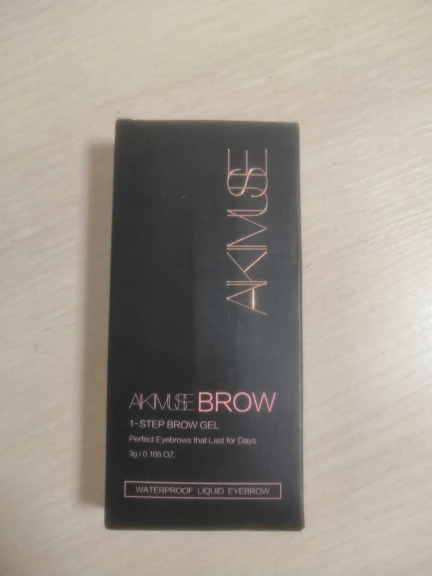 AKIMUSE
AKIMUSE BROW
1-STEP BROW GEL
Perfect Eyebrows that Last for Days
3g / 0.105 OZ.
WATERPROOF LIQUID EYEBROW